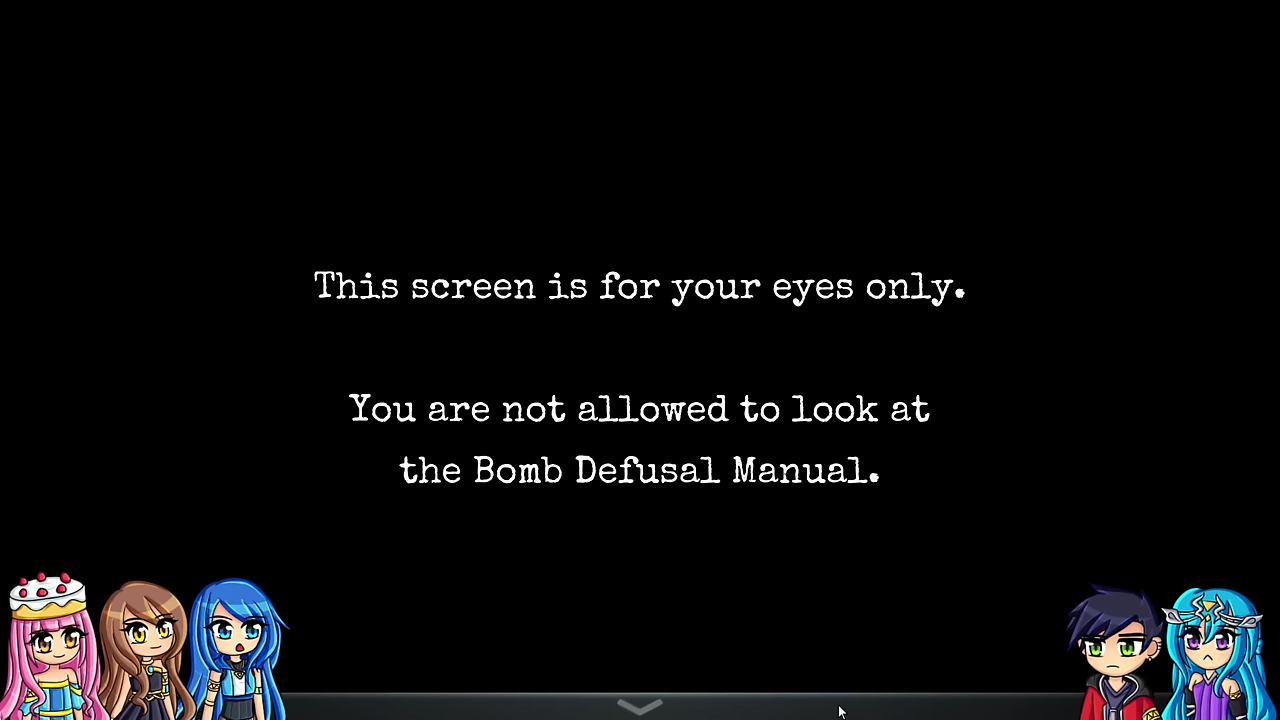 This screen is for your eyes only.
You are not allowed to look at
the Bomb Defusal Manual.